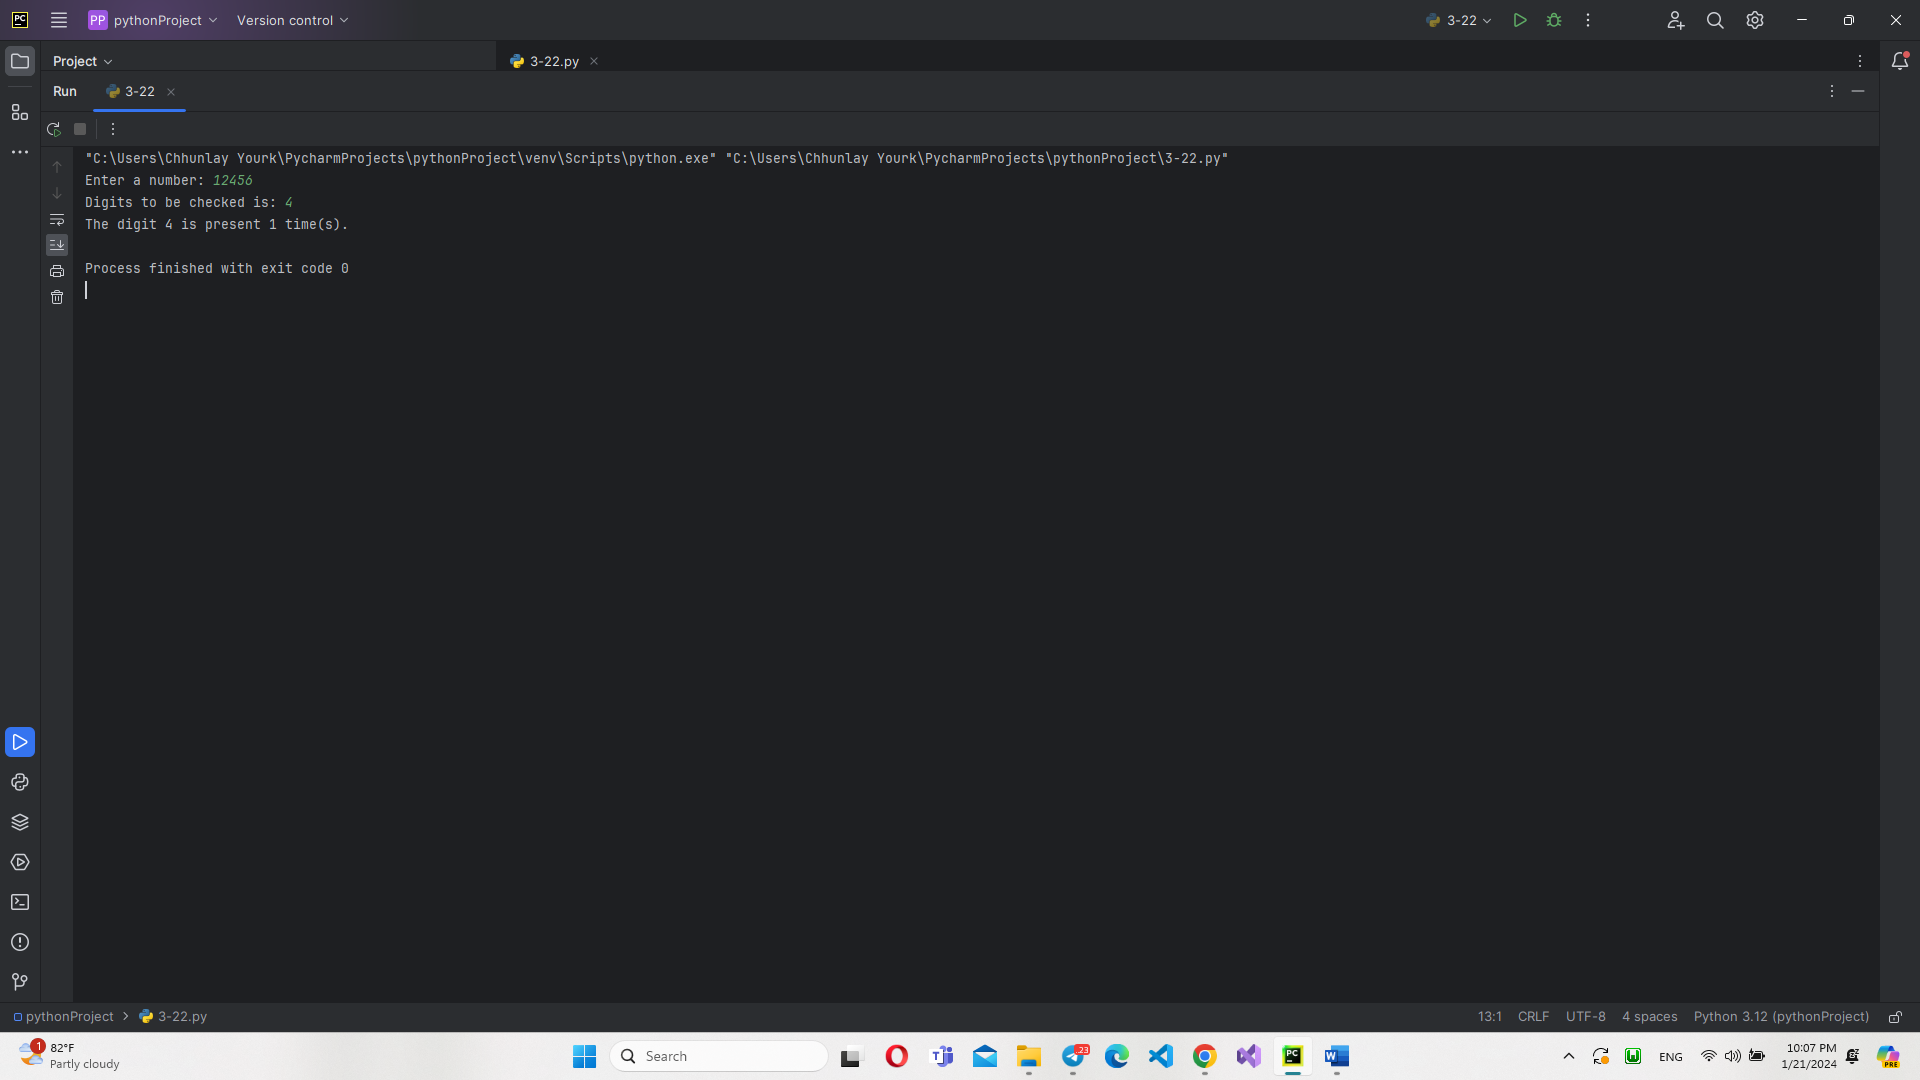 PC PP pythonProject Version control 3-22
Project 3-22.py
Run 3-22
"C:\Users\Chhunlay Yourk\PycharmProjects\pythonProject\venv\Scripts\python.exe" "C:\Users\Chhunlay Yourk\PycharmProjects\pythonProject\3-22.py"
Enter a number: 12456
Digits to be checked is: 4
The digit 4 is present 1 time(s).
Process finished with exit code 0
pythonProject > 3-22.py 13:1 CRLF UTF-8 4 spaces Python 3.12 (pythonProject)
1 82°F Search 23 PC ENG 10:07 PM
Partly cloudy 1/21/2024 PRE